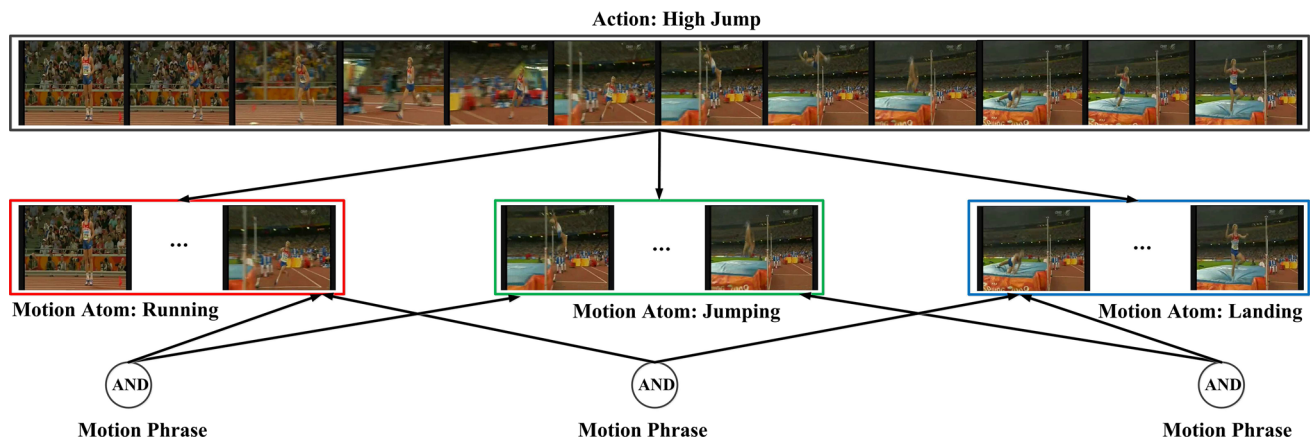 Action: High Jump
...
...
...
Motion Atom: Running
Motion Atom: Jumping
Motion Atom: Landing
AND
AND
AND
Motion Phrase
Motion Phrase
Motion Phrase